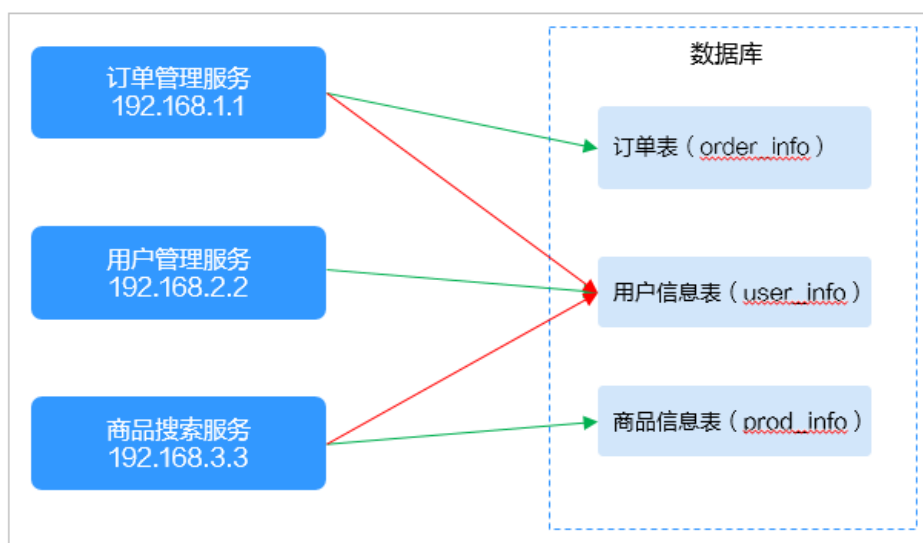 订单管理服务
192.168.1.1
用户管理服务
192.168.2.2
商品搜索服务
192.168.3.3
数据库
订单表（order_info）
用户信息表（user_info）
商品信息表（prod_info）